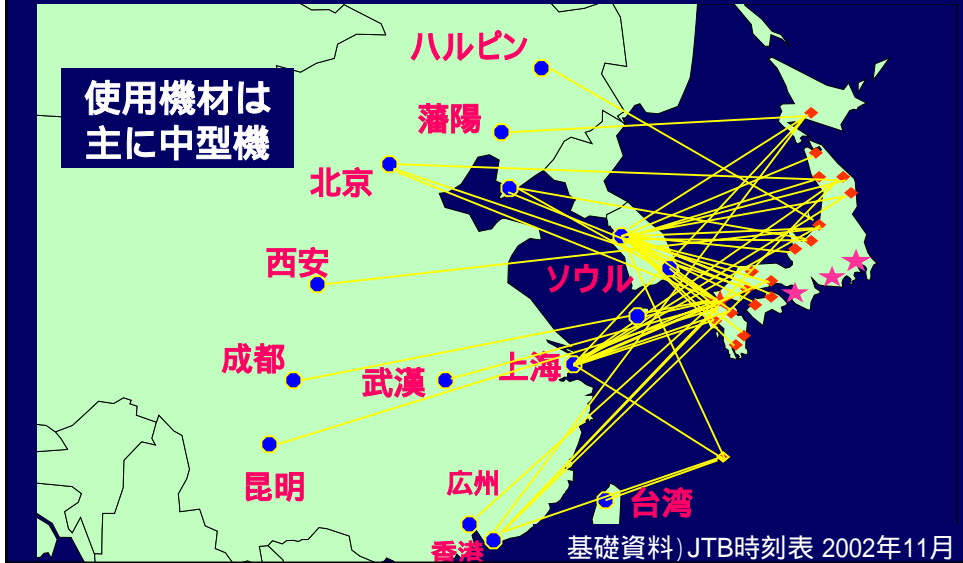 ハルピン
使用機材は
主に中型機
藩陽
北京
西安
ソウル
成都
武漢
上海
昆明
広州
台湾
香港
基礎資料)JTB時刻表 2002年11月